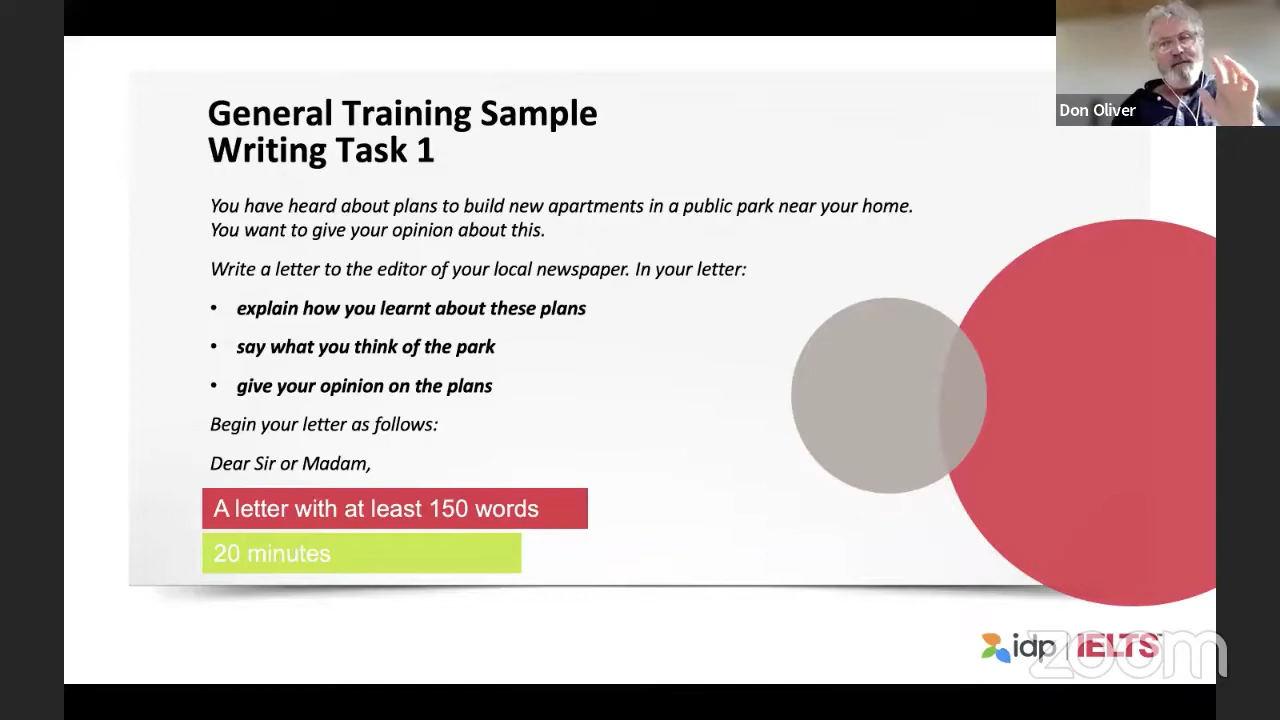 General Training Sample
Writing Task 1
You have heard about plans to build new apartments in a public park near your home.
You want to give your opinion about this.
Write a letter to the editor of your local newspaper. In your letter:
• explain how you learnt about these plans
• say what you think of the park
• give your opinion on the plans
Begin your letter as follows:
Dear Sir or Madam,
A letter with at least 150 words
20 minutes
Don Oliver
idp | IELTS
zoom